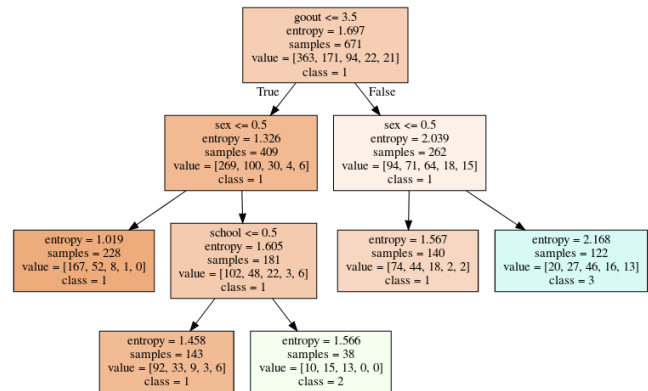 goout <= 3.5
entropy = 1.697
samples = 671
value = [363, 171, 94, 22, 21]
class = 1
True
False
sex <= 0.5
entropy = 1.326
samples = 409
value = [269, 100, 30, 4, 6]
class = 1
sex <= 0.5
entropy = 2.039
samples = 262
value = [94, 71, 64, 18, 15]
class = 1
entropy = 1.019
samples = 228
value = [167, 52, 8, 1, 0]
class = 1
school <= 0.5
entropy = 1.605
samples = 181
value = [102, 48, 22, 3, 6]
class = 1
entropy = 1.567
samples = 140
value = [74, 44, 18, 2, 2]
class = 1
entropy = 2.168
samples = 122
value = [20, 27, 46, 16, 13]
class = 3
entropy = 1.458
samples = 143
value = [92, 33, 9, 3, 6]
class = 1
entropy = 1.566
samples = 38
value = [10, 15, 13, 0, 0]
class = 2